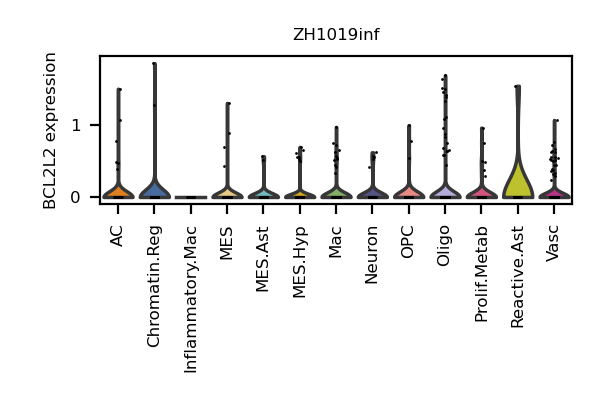 ZH1019inf
BCL2L2 expression
1
0
AC
Chromatin.Reg
Inflammatory.Mac
MES
MES.Ast
MES.Hyp
Mac
Neuron
OPC
Oligo
Prolif.Metab
Reactive.Ast
Vasc